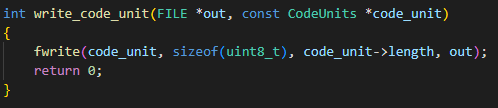 int write_code_unit(FILE *out, const CodeUnits *code_unit)
{
    fwrite(code_unit, sizeof(uint8_t), code_unit->length, out);
    return 0;
}